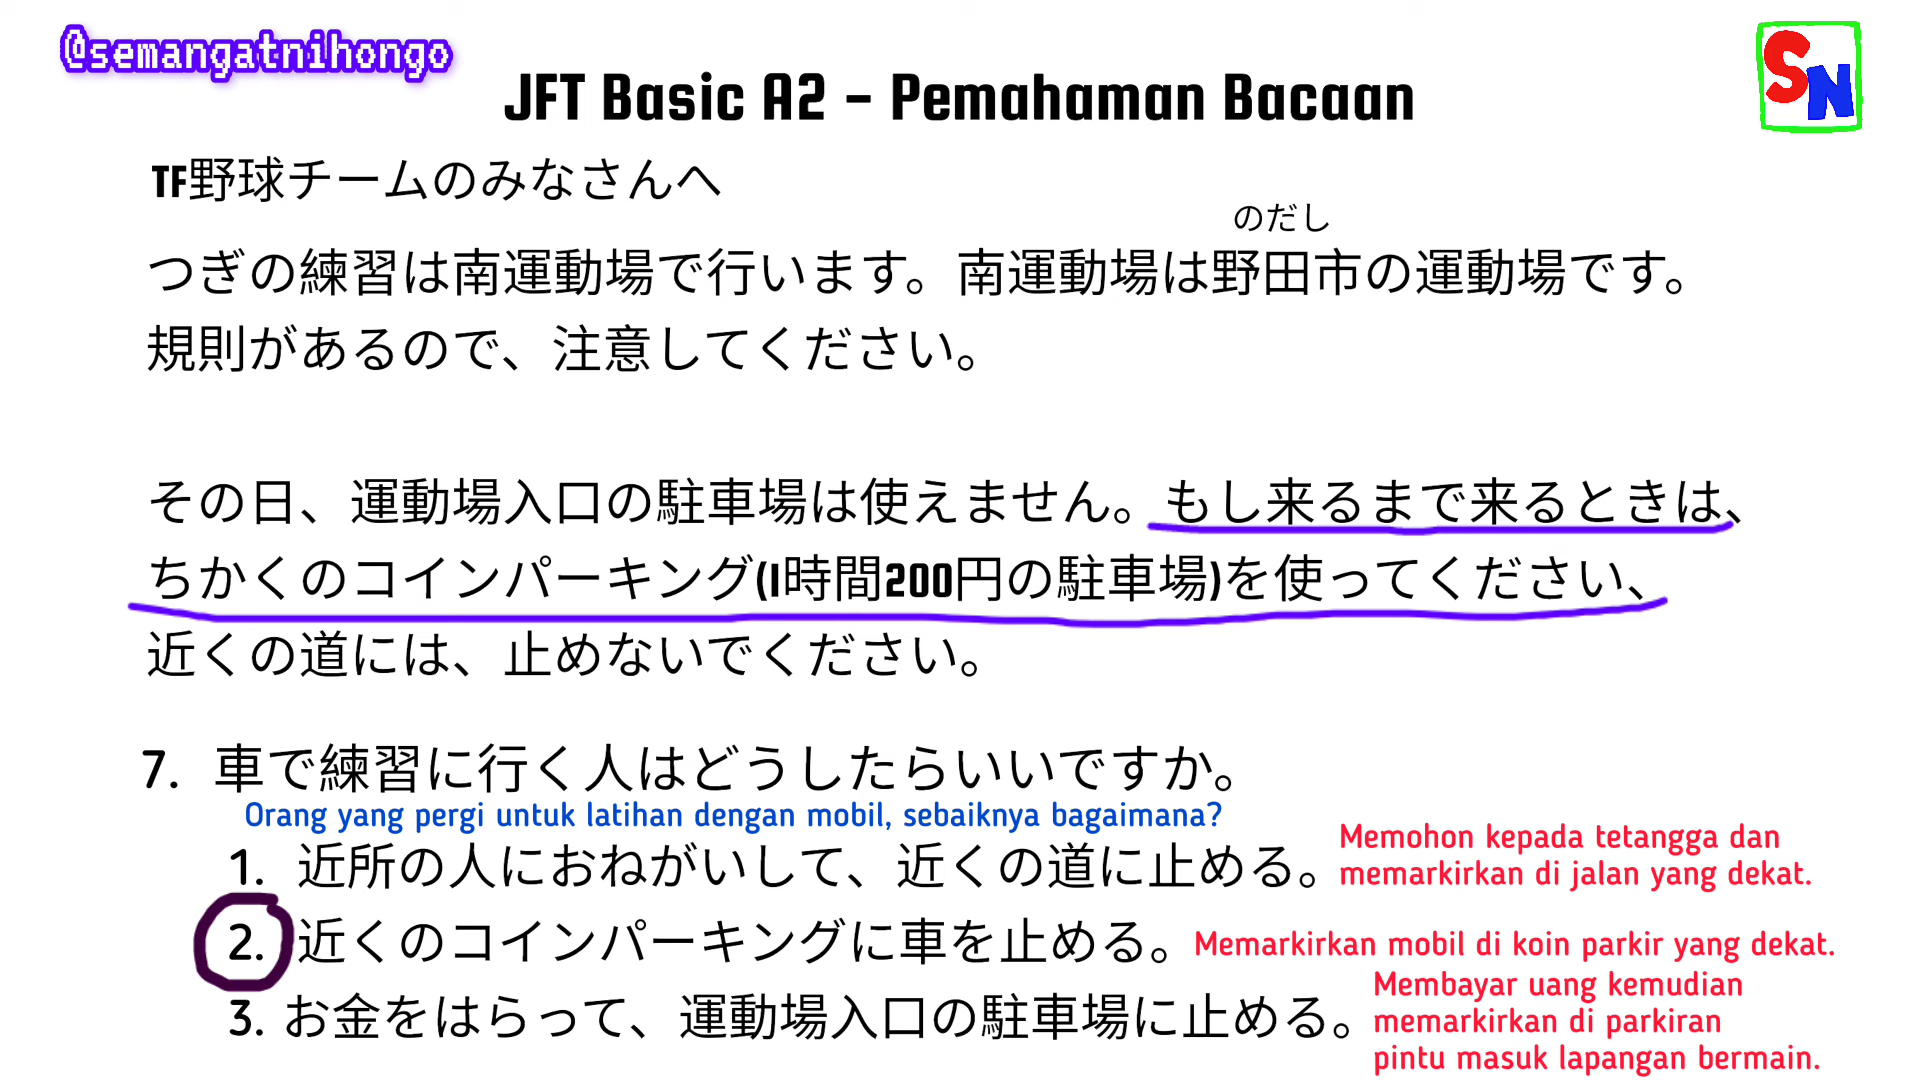 @semangatnihongo
SN
JFT Basic A2 - Pemahaman Bacaan
TF野球チームのみなさんへ
のだし
つぎの練習は南運動場で行います。南運動場は野田市の運動場です。
規則があるので、注意してください。
その日、運動場入口の駐車場は使えません。もし来るまで来るときは、
ちかくのコインパーキング(1時間200円の駐車場)を使ってください、
近くの道には、止めないでください。
7. 車で練習に行く人はどうしたらいいですか。
Orang yang pergi untuk latihan dengan mobil, sebaiknya bagaimana?
1. 近所の人におねがいして、近くの道に止める。
Memohon kepada tetangga dan
memarkirkan di jalan yang dekat.
2. 近くのコインパーキングに車を止める。 Memarkirkan mobil di koin parkir yang dekat.
3. お金をはらって、運動場入口の駐車場に止める。
Membayar uang kemudian
memarkirkan di parkiran
pintu masuk lapangan bermain.